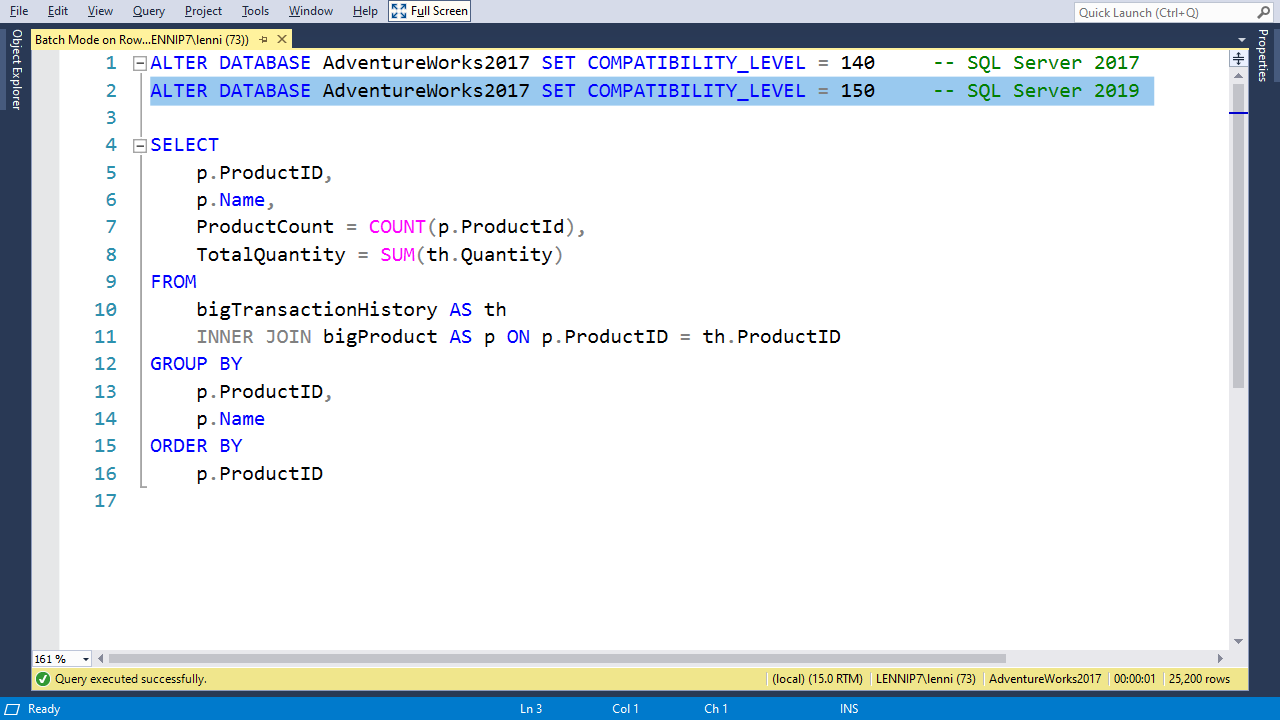 File Edit View Query Project Tools Window Help Full Screen Quick Launch (Ctrl+Q)
Object Explorer
Batch Mode on Row...ENNIP7\lenni (73))
Properties
1 ALTER DATABASE AdventureWorks2017 SET COMPATIBILITY_LEVEL = 140 -- SQL Server 2017
2 ALTER DATABASE AdventureWorks2017 SET COMPATIBILITY_LEVEL = 150 -- SQL Server 2019
3
4 SELECT
5 p.ProductID,
6 p.Name,
7 ProductCount = COUNT(p.ProductId),
8 TotalQuantity = SUM(th.Quantity)
9 FROM
10 bigTransactionHistory AS th
11 INNER JOIN bigProduct AS p ON p.ProductID = th.ProductID
12 GROUP BY
13 p.ProductID,
14 p.Name
15 ORDER BY
16 p.ProductID
17
161 %
Query executed successfully. (local) (15.0 RTM) LENNIP7\lenni (73) AdventureWorks2017 00:00:01 25,200 rows
Ready Ln 3 Col 1 Ch 1 INS